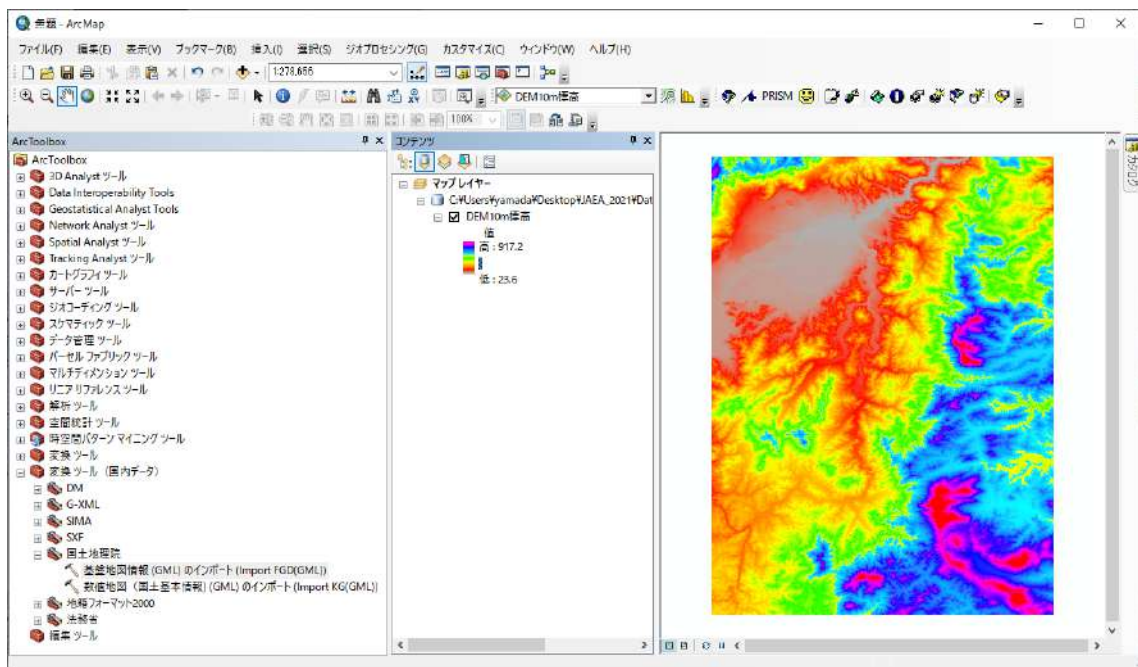 無題 - ArcMap
ファイル(F) 編集(E) 表示(V) ブックマーク(B) 挿入(I) 選択(S) ジオプロセシング(G) カスタマイズ(C) ウィンドウ(W) ヘルプ(H)
1:278,656
DEM10m標高
PRISM
100%
ArcToolbox
ArcToolbox
3D Analyst ツール
Data Interoperability Tools
Geostatistical Analyst Tools
Network Analyst ツール
Spatial Analyst ツール
Tracking Analyst ツール
カートグラフィ ツール
サーバー ツール
ジオコーディング ツール
スケマティック ツール
データ管理 ツール
パーセル ファブリック ツール
マルチディメンション ツール
リニア リファレンス ツール
解析 ツール
空間統計 ツール
時空間パターン マイニング ツール
変換 ツール
変換 ツール (国内データ)
DM
G-XML
SIMA
SXF
国土地理院
基盤地図情報 (GML) のインポート (Import FGD(GML))
数値地図 (国土基本情報) (GML) のインポート (Import KG(GML))
地籍フォーマット2000
法務省
編集 ツール
コンテンツ
マップ レイヤー
C:¥Users¥yamada¥Desktop¥JAEA_2021¥Dat
DEM10m標高
値
高 : 917.2
低 : 23.6
カタログ